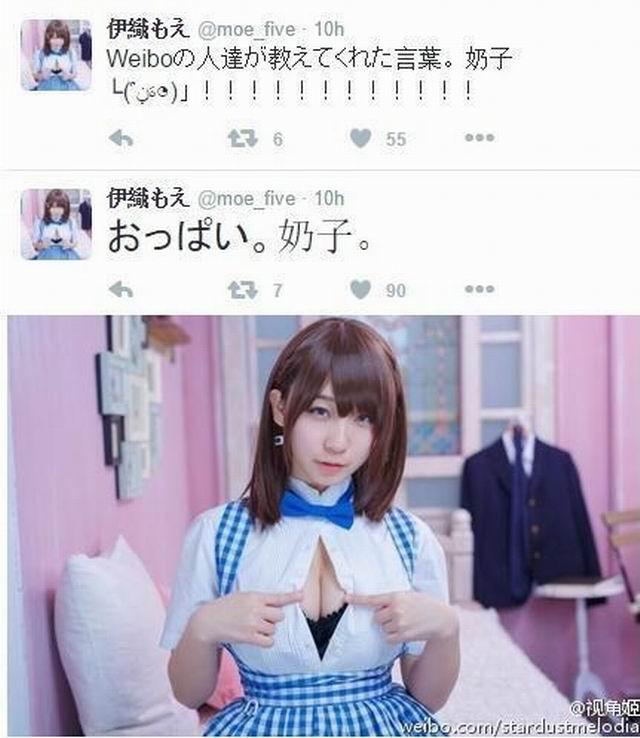 伊織もえ @moe_five · 10h
Weiboの人達が教えてくれた言葉。奶子
!!!!!!!!!!!!
6 55
伊織もえ @moe_five · 10h
おっぱい。奶子。
7 90
@视角姬
weibo.com/stardustmelodia